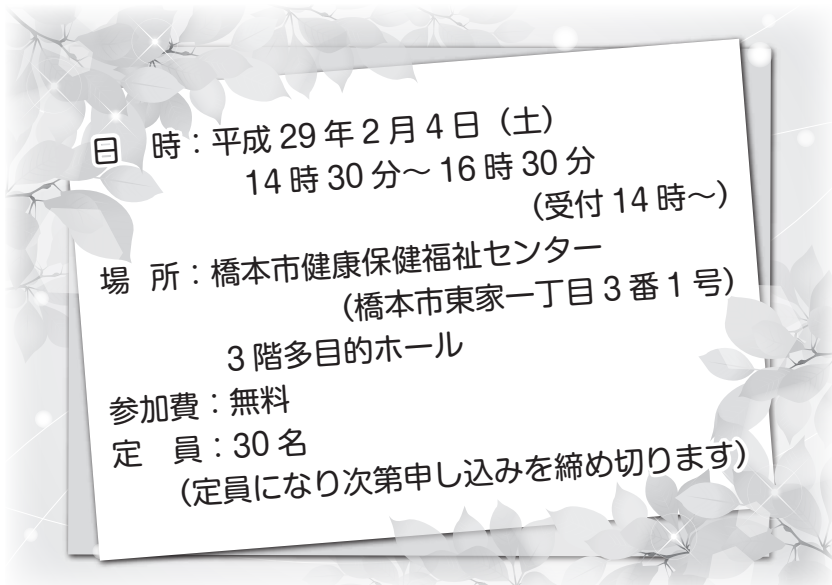 日　時：平成 29 年 2 月 4 日（土）
14 時 30 分～ 16 時 30 分
（受付 14 時～）
場　所：橋本市健康保健福祉センター
（橋本市東家一丁目 3 番 1 号）
3 階多目的ホール
参加費：無料
定　員：30 名
（定員になり次第申し込みを締め切ります）